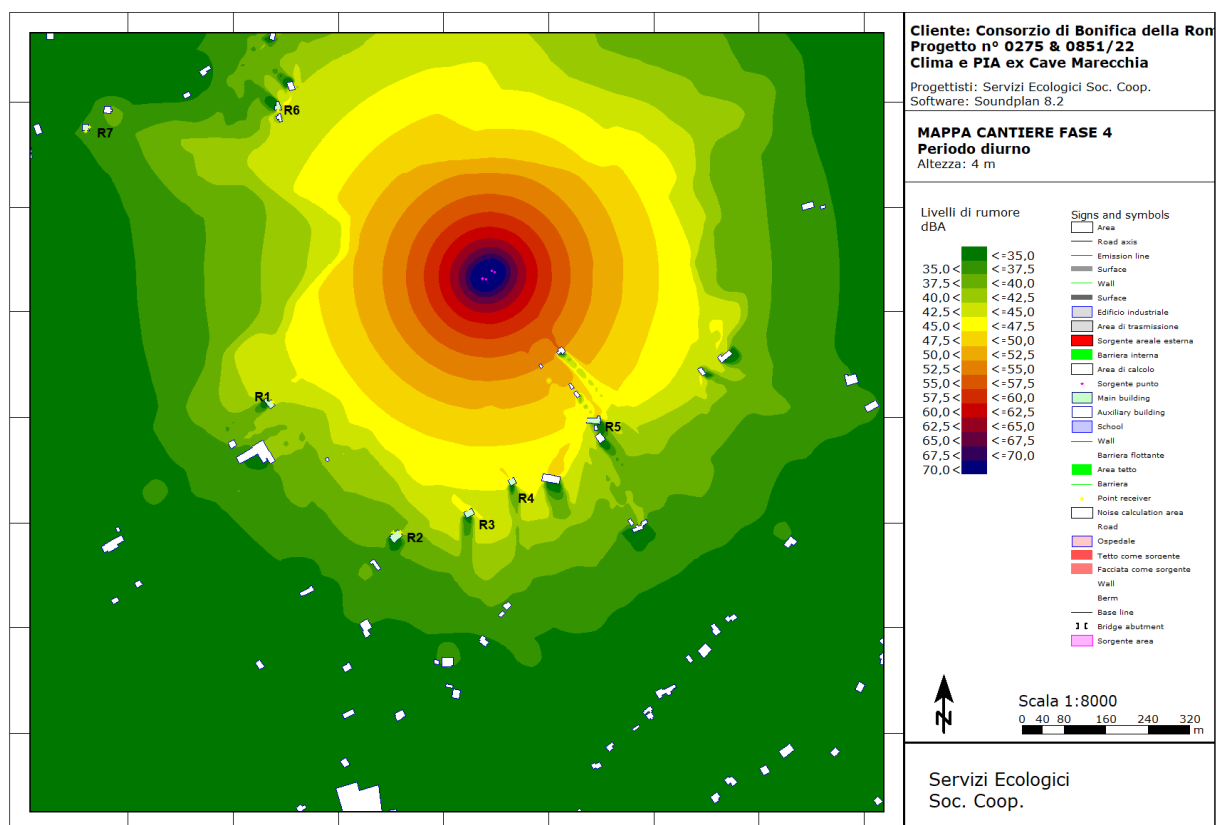 Cliente: Consorzio di Bonifica della Rom
Progetto n° 0275 & 0851/22
Clima e PIA ex Cave Marecchia
Progettisti: Servizi Ecologici Soc. Coop.
Software: Soundplan 8.2
MAPPA CANTIERE FASE 4
Periodo diurno
Altezza: 4 m
Livelli di rumore
dBA
<=35,0
35,0< <=37,5
37,5< <=40,0
40,0< <=42,5
42,5< <=45,0
45,0< <=47,5
47,5< <=50,0
50,0< <=52,5
52,5< <=55,0
55,0< <=57,5
57,5< <=60,0
60,0< <=62,5
62,5< <=65,0
65,0< <=67,5
67,5< <=70,0
70,0<
Signs and symbols
Area
Road axis
Emission line
Surface
Wall
Surface
Edificio industriale
Area di trasmissione
Sorgente areale esterna
Barriera interna
Area di calcolo
Sorgente punto
Main building
Auxiliary building
School
Wall
Barriera flottante
Area tetto
Barriera
Point receiver
Noise calculation area
Road
Ospedale
Tetto come sorgente
Facciata come sorgente
Wall
Berm
Base line
Bridge abutment
Sorgente area
N
Scala 1:8000
0 40 80 160 240 320
m
Servizi Ecologici
Soc. Coop.
R6
R7
R1
R5
R4
R3
R2